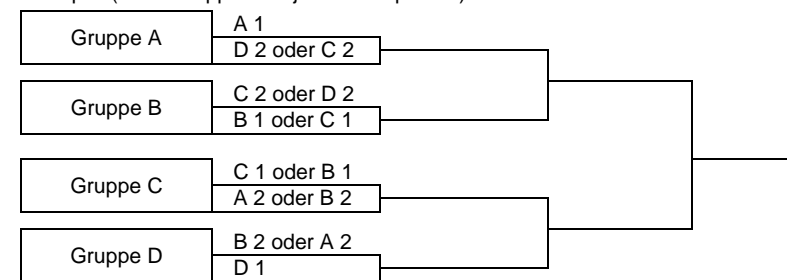 Gruppe A
A 1
D 2 oder C 2
Gruppe B
C 2 oder D 2
B 1 oder C 1
Gruppe C
C 1 oder B 1
A 2 oder B 2
Gruppe D
B 2 oder A 2
D 1